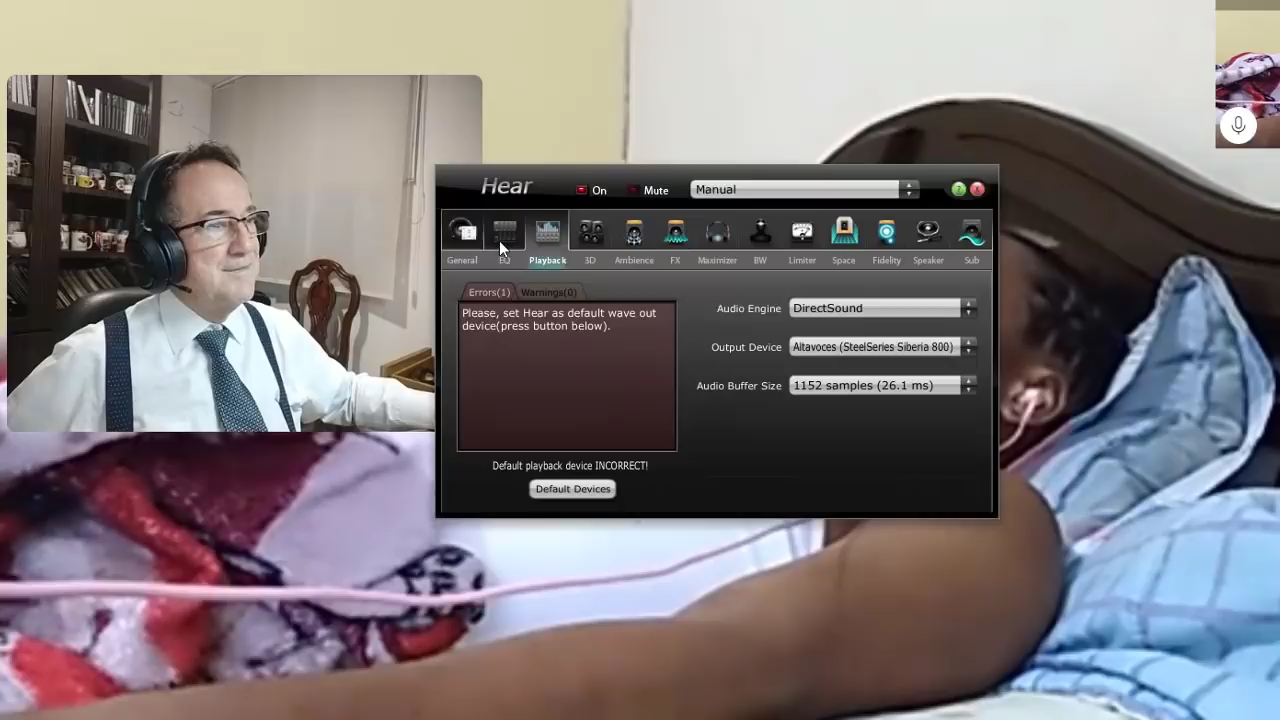 Hear
On
Mute
Manual
?
General
EQ
Playback
3D
Ambience
FX
Maximizer
BW
Limiter
Space
Fidelity
Speaker
Sub
Errors(1)
Warnings(0)
Please, set Hear as default wave out
device(press button below).
Default playback device INCORRECT!
Default Devices
Audio Engine
DirectSound
Output Device
Altavoces (SteelSeries Siberia 800)
Audio Buffer Size
1152 samples (26.1 ms)